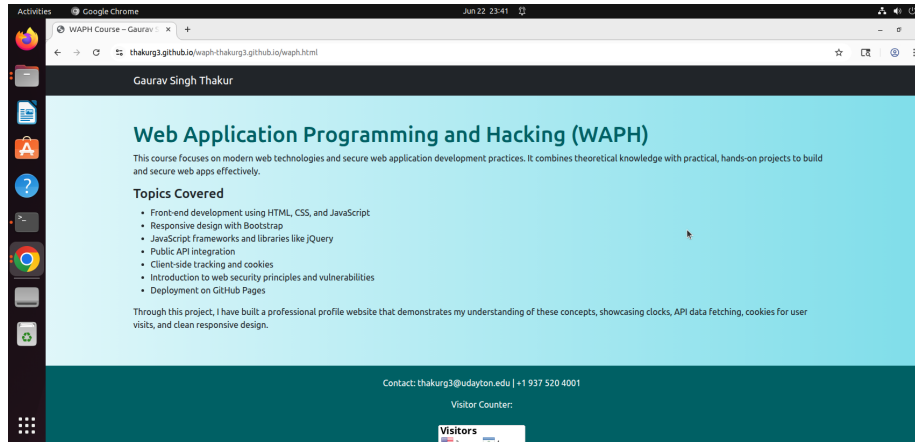 Activities
Google Chrome
Jun 22 23:41
WAPH Course – Gaurav S
thakurg3.github.io/waph-thakurg3.github.io/waph.html
Gaurav Singh Thakur
Web Application Programming and Hacking (WAPH)
This course focuses on modern web technologies and secure web application development practices. It combines theoretical knowledge with practical, hands-on projects to build
and secure web apps effectively.
Topics Covered
• Front-end development using HTML, CSS, and JavaScript
• Responsive design with Bootstrap
• JavaScript frameworks and libraries like jQuery
• Public API integration
• Client-side tracking and cookies
• Introduction to web security principles and vulnerabilities
• Deployment on GitHub Pages
Through this project, I have built a professional profile website that demonstrates my understanding of these concepts, showcasing clocks, API data fetching, cookies for user
visits, and clean responsive design.
Contact: thakurg3@udayton.edu | +1 937 520 4001
Visitor Counter:
Visitors